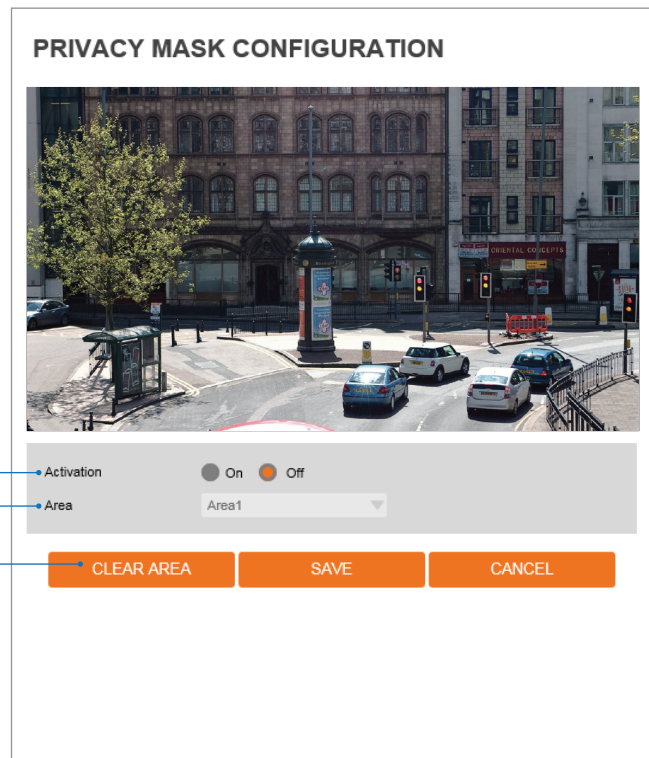 PRIVACY MASK CONFIGURATION
ORIENTAL CONCEPTS
Activation
On
Off
Area
Area1
CLEAR AREA
SAVE
CANCEL